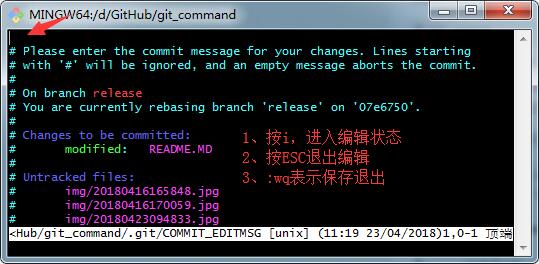 MINGW64:/d/GitHub/git_command
# Please enter the commit message for your changes. Lines starting
# with '#' will be ignored, and an empty message aborts the commit.
#
# On branch release
# You are currently rebasing branch 'release' on '07e6750'.
#
# Changes to be committed:
#       modified:   README.MD
#
# Untracked files:
#       img/20180416165848.jpg
#       img/20180416170059.jpg
#       img/20180423094833.jpg
1、按i，进入编辑状态
2、按ESC退出编辑
3、:wq表示保存退出
<Hub/git_command/.git/COMMIT_EDITMSG [unix] (11:19 23/04/2018)1,0-1 顶端